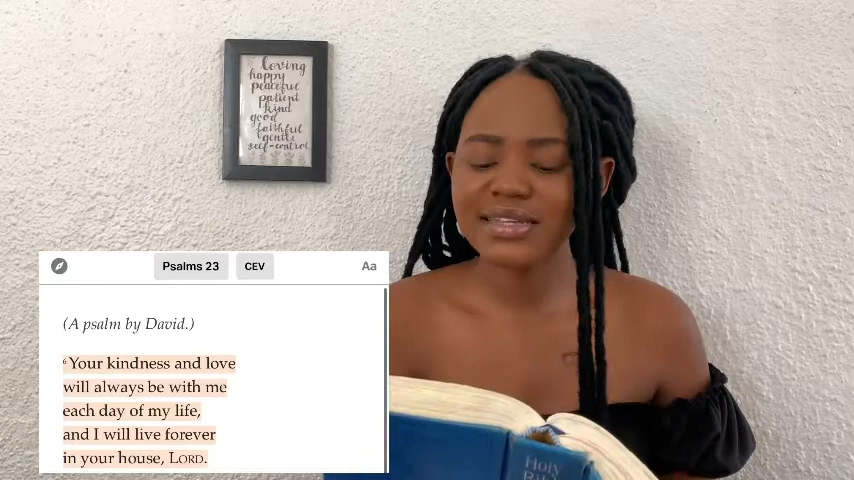 loving
happy
peaceful
patient
kind
good
faithful
gentle
self-control
Psalms 23
CEV
Aa
(A psalm by David.)
6 Your kindness and love
will always be with me
each day of my life,
and I will live forever
in your house, LORD.
Holy